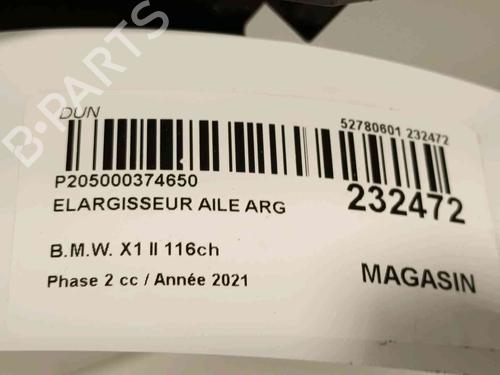 DUN
52780601 232472
P205000374650
ELARGISSEUR AILE ARG
232472
B.M.W. X1 II 116ch
Phase 2 cc / Année 2021
MAGASIN
B-PARTS